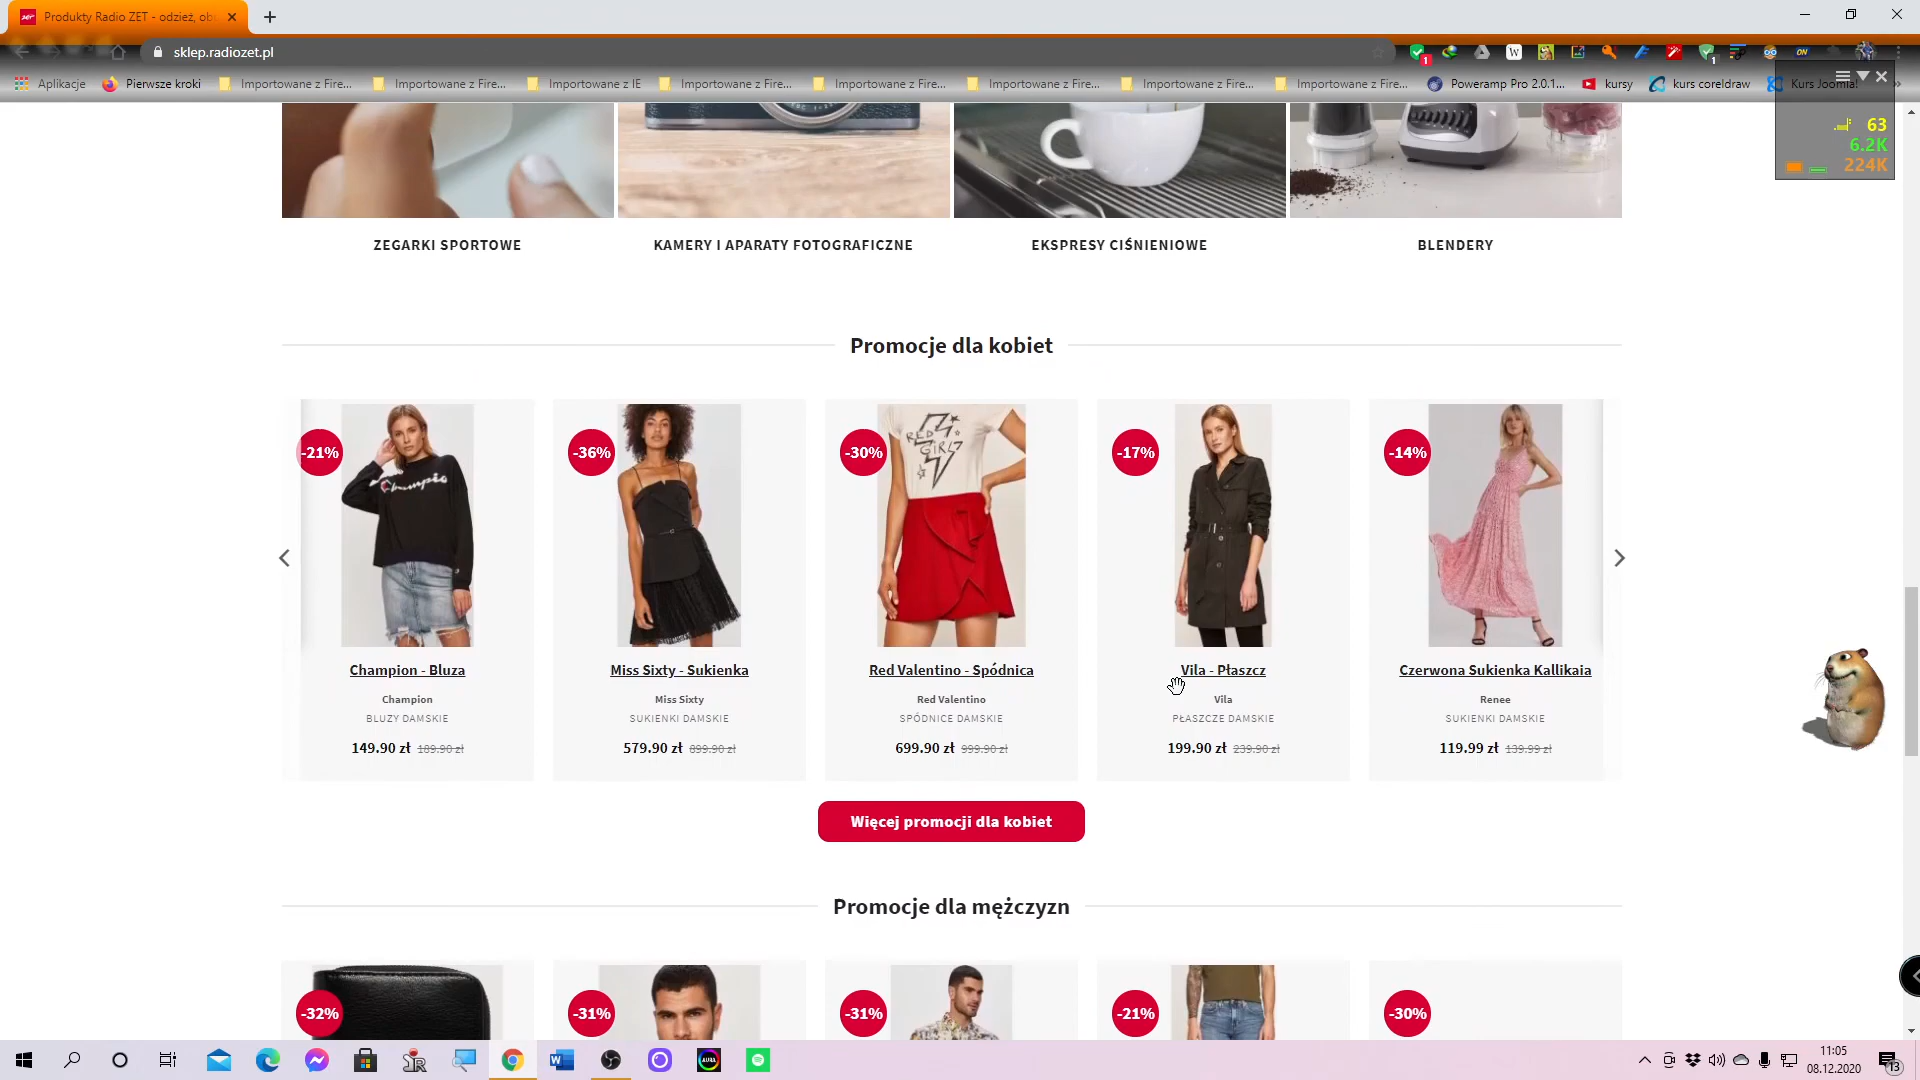 Produkty Radio ZET - odzież, ob
sklep.radiozet.pl
Aplikacje
Pierwsze kroki
Importowane z Fire...
Importowane z Fire...
Importowane z IE
Importowane z Fire...
Importowane z Fire...
Importowane z Fire...
Importowane z Fire...
Importowane z Fire...
Poweramp Pro 2.0.1...
kursy
kurs coreldraw
Kurs Joomla!
63
6.2K
224K
ZEGARKI SPORTOWE
KAMERY I APARATY FOTOGRAFICZNE
EKSPRESY CIŚNIENIOWE
BLENDERY
Promocje dla kobiet
-21%
-36%
-30%
-17%
-14%
Champion
RED GIRL
Champion - Bluza
Champion
BLUZY DAMSKIE
149.90 zł 189.90 zł
Miss Sixty - Sukienka
Miss Sixty
SUKIENKI DAMSKIE
579.90 zł 899.90 zł
Red Valentino - Spódnica
Red Valentino
SPÓDNICE DAMSKIE
699.90 zł 999.90 zł
Vila - Płaszcz
Vila
PŁASZCZE DAMSKIE
199.90 zł 239.90 zł
Czerwona Sukienka Kallikaia
Renee
SUKIENKI DAMSKIE
119.99 zł 139.99 zł
Więcej promocji dla kobiet
Promocje dla mężczyzn
-32%
-31%
-31%
-21%
-30%
11:05
08.12.2020
13